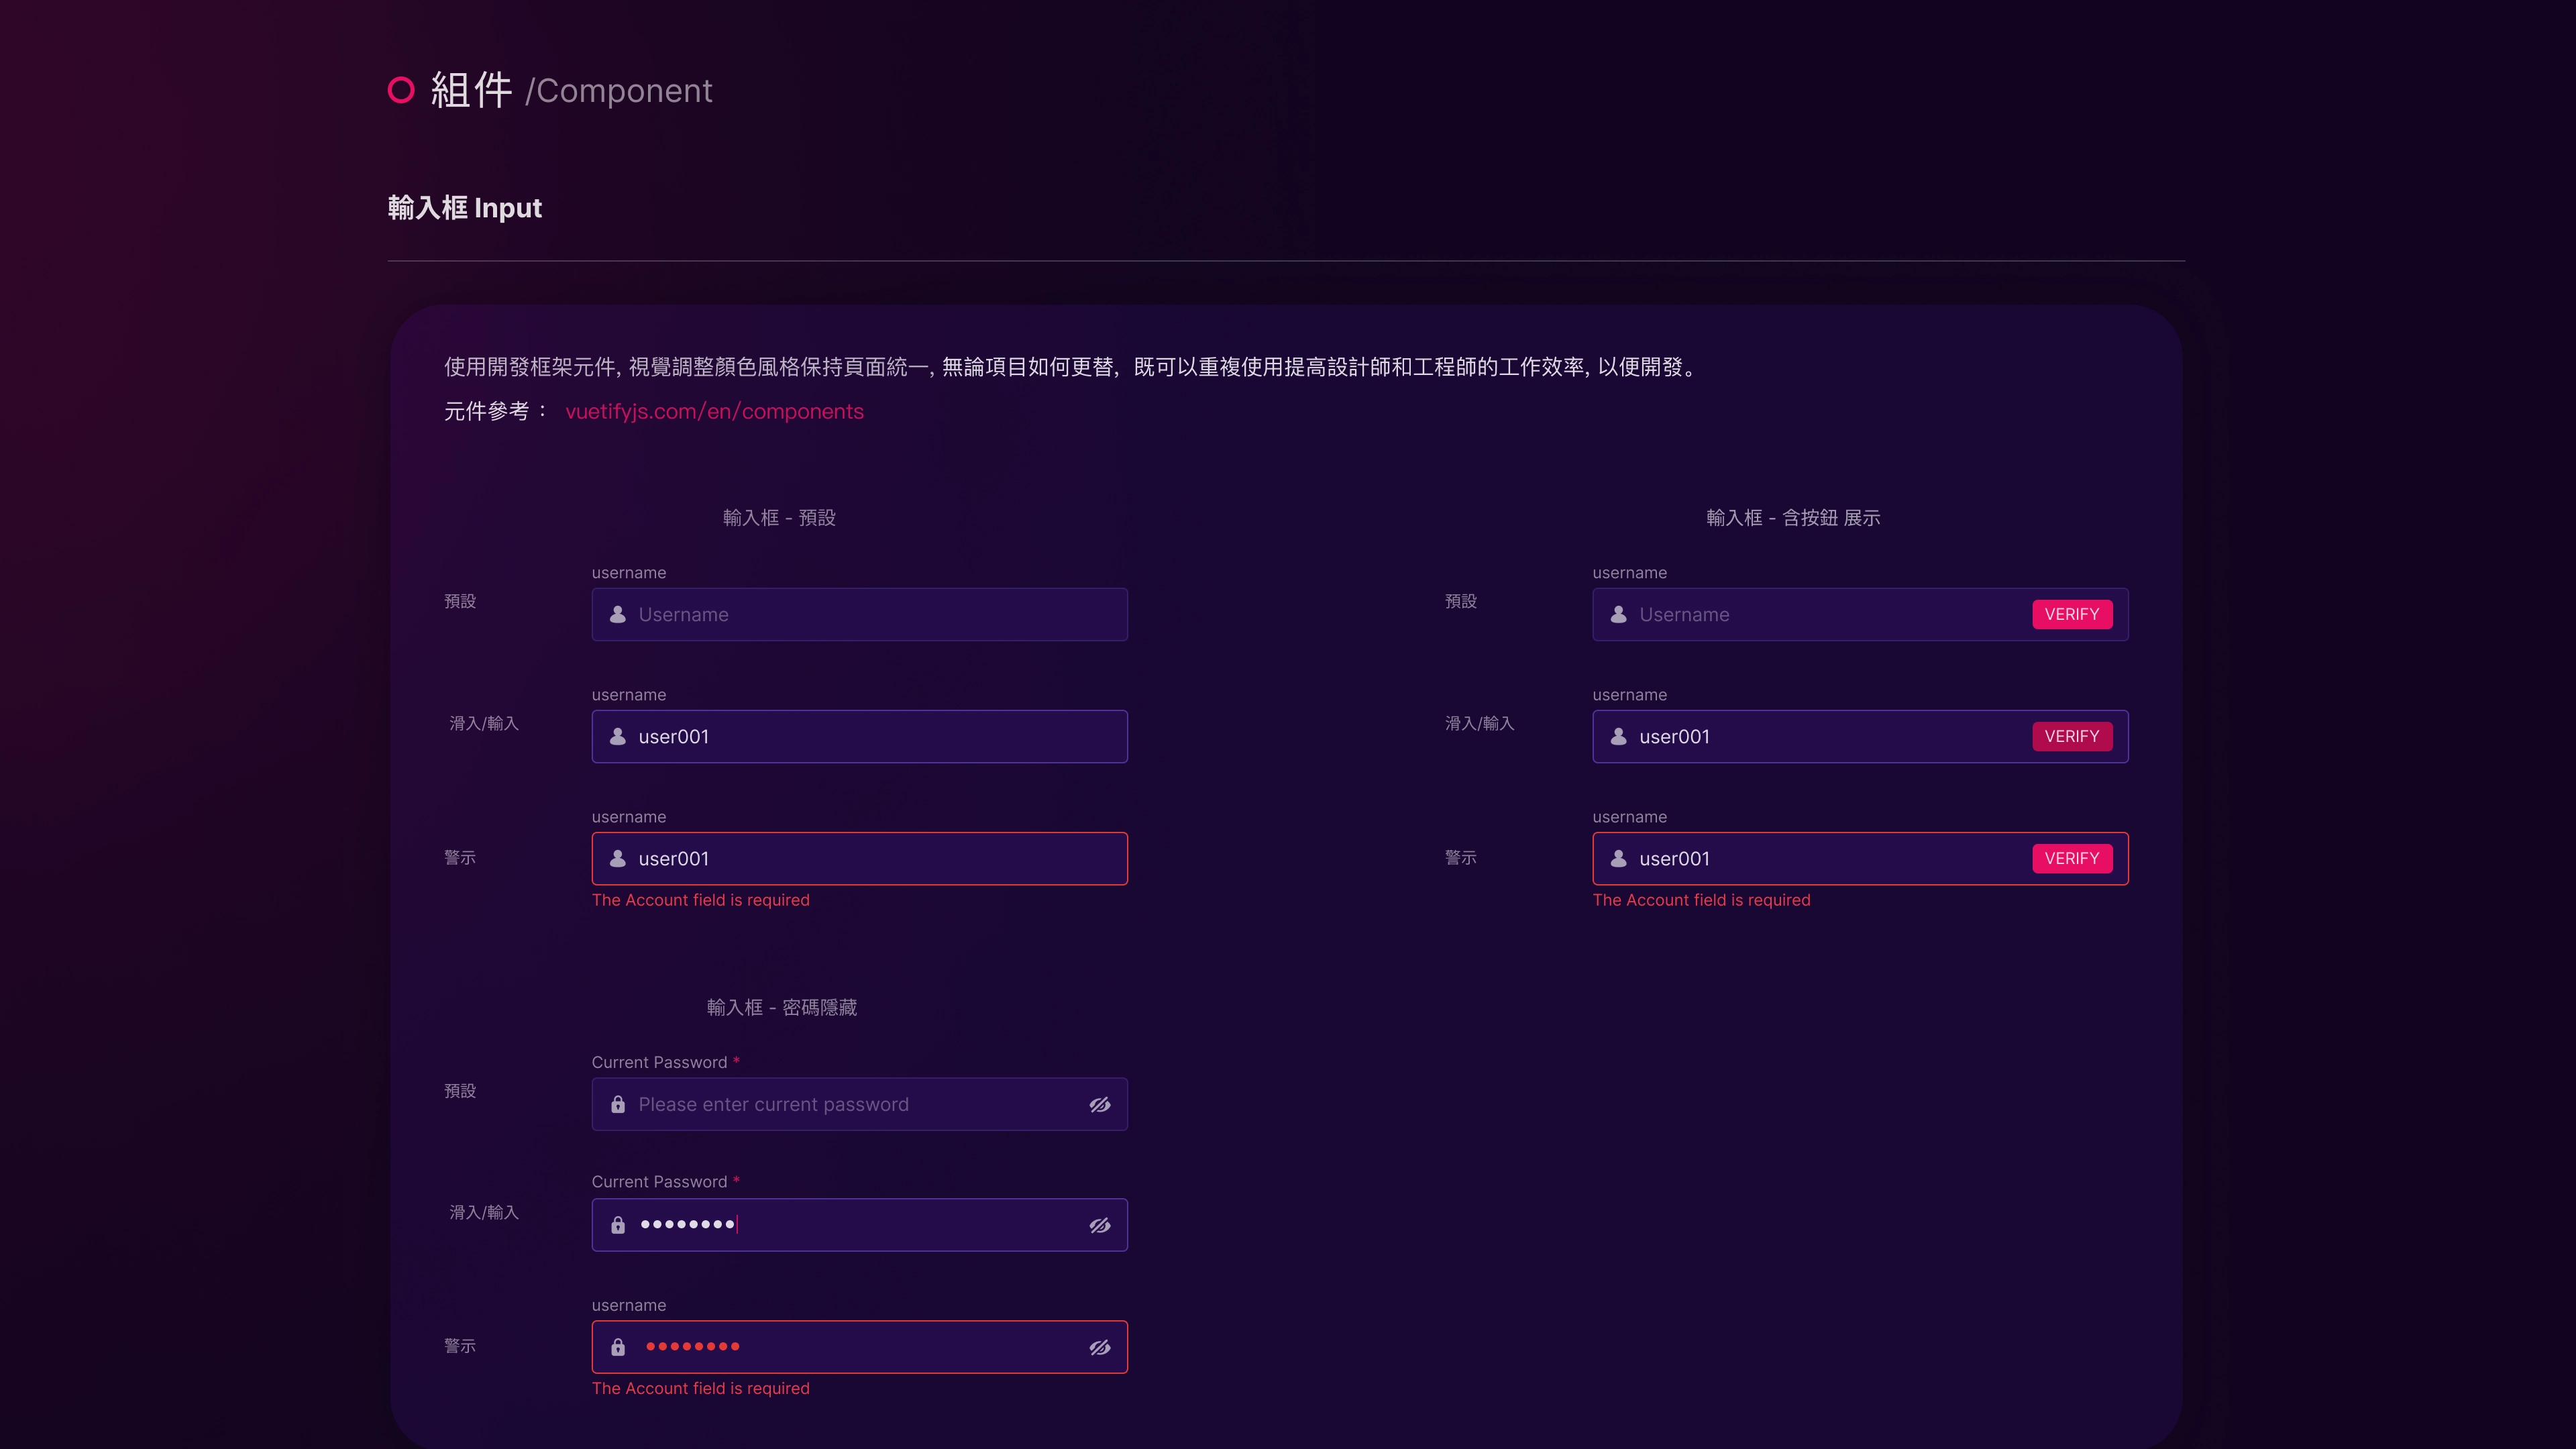 組件 /Component
輸入框 Input
使用開發框架元件, 視覺調整顏色風格保持頁面統一, 無論項目如何更替，既可以重複使用提高設計師和工程師的工作效率, 以便開發。
元件參考： vuetifyjs.com/en/components
輸入框 - 預設
username
預設
Username
username
滑入/輸入
user001
username
警示
user001
The Account field is required
輸入框 - 含按鈕 展示
username
預設
Username
VERIFY
username
滑入/輸入
user001
VERIFY
username
警示
user001
VERIFY
The Account field is required
輸入框 - 密碼隱藏
Current Password *
預設
Please enter current password
Current Password *
滑入/輸入
••••••••
username
警示
••••••••
The Account field is required